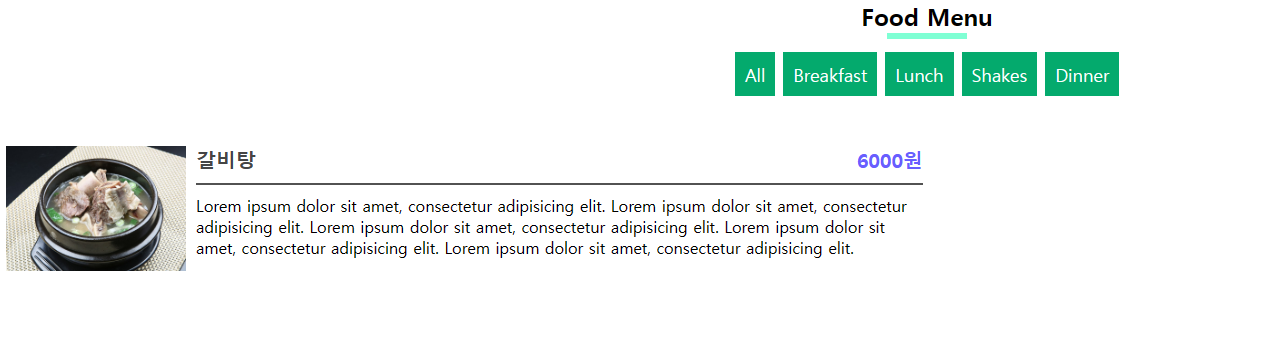 Food Menu
All Breakfast Lunch Shakes Dinner
갈비탕 6000원
Lorem ipsum dolor sit amet, consectetur adipisicing elit. Lorem ipsum dolor sit amet, consectetur
adipisicing elit. Lorem ipsum dolor sit amet, consectetur adipisicing elit. Lorem ipsum dolor sit
amet, consectetur adipisicing elit. Lorem ipsum dolor sit amet, consectetur adipisicing elit.